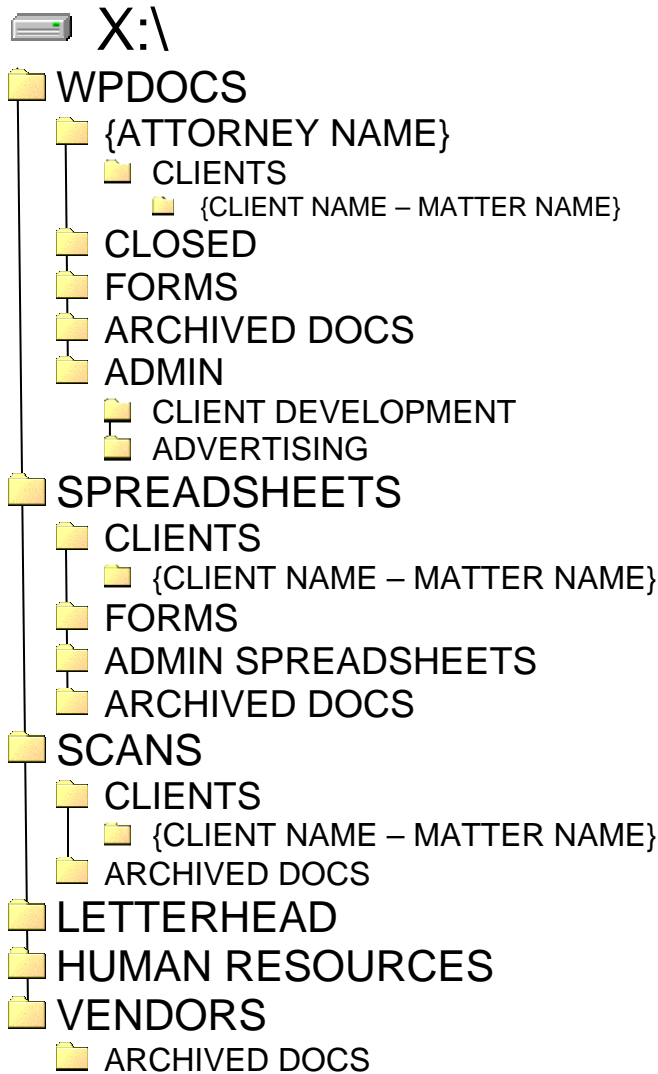 X:\
WPDOCS
{ATTORNEY NAME}
CLIENTS
{CLIENT NAME – MATTER NAME}
CLOSED
FORMS
ARCHIVED DOCS
ADMIN
CLIENT DEVELOPMENT
ADVERTISING
SPREADSHEETS
CLIENTS
{CLIENT NAME – MATTER NAME}
FORMS
ADMIN SPREADSHEETS
ARCHIVED DOCS
SCANS
CLIENTS
{CLIENT NAME – MATTER NAME}
ARCHIVED DOCS
LETTERHEAD
HUMAN RESOURCES
VENDORS
ARCHIVED DOCS